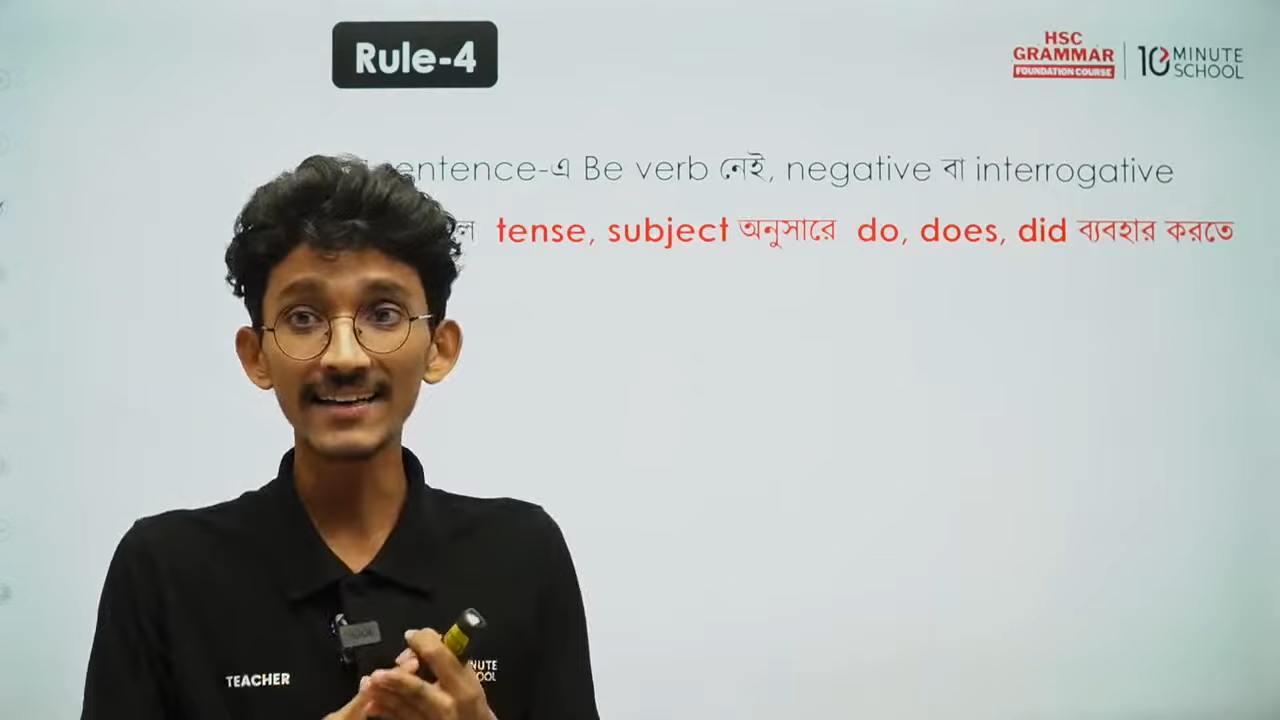 Rule-4
HSC
GRAMMAR
FOUNDATION COURSE
10 MINUTE
SCHOOL
sentence-এ Be verb নেই, negative বা interrogative
tense, subject অনুসারে do, does, did ব্যবহার করতে
TEACHER